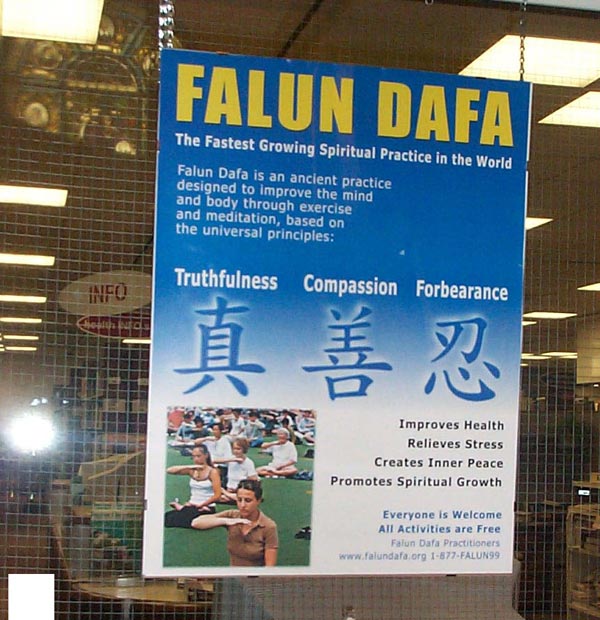 FALUN DAFA
The Fastest Growing Spiritual Practice in the World
Falun Dafa is an ancient practice
designed to improve the mind
and body through exercise
and meditation, based on
the universal principles:
Truthfulness Compassion Forbearance
真 善 忍
INFO
Health INFO
Improves Health
Relieves Stress
Creates Inner Peace
Promotes Spiritual Growth
Everyone is Welcome
All Activities are Free
Falun Dafa Practitioners
www.falundafa.org 1-877-FALUN99